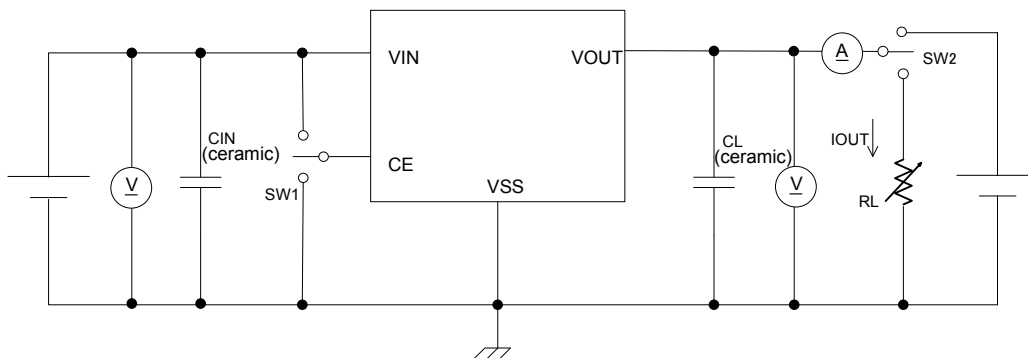 VIN
VOUT
A
SW2
CIN
(ceramic)
CL
(ceramic)
IOUT
CE
V
SW1
VSS
V
RL